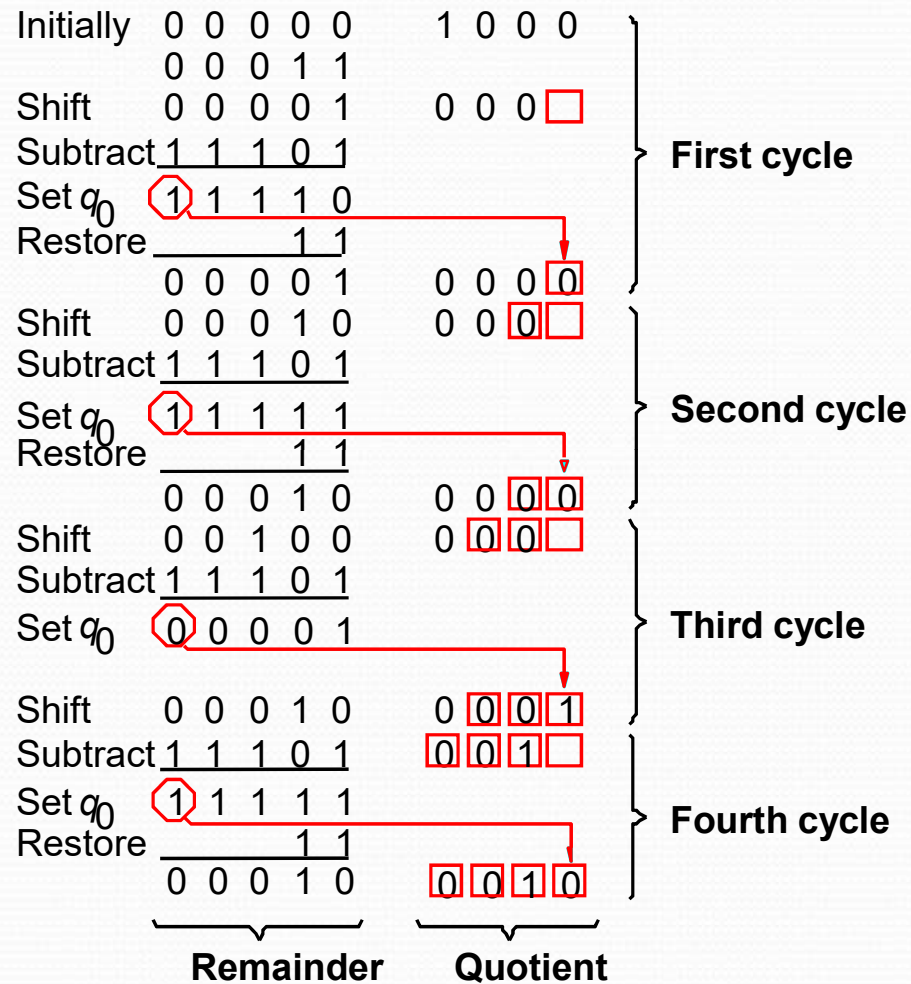 Initially 0 0 0 0 0 1 0 0 0
0 0 0 1 1
Shift 0 0 0 0 1 0 0 0
Subtract 1 1 1 0 1
First cycle
Set q0 1 1 1 1 0
Restore 1 1
0 0 0 0 1 0 0 0 0
Shift 0 0 0 1 0 0 0 0
Subtract 1 1 1 0 1
Set q0 1 1 1 1 1
Second cycle
Restore 1 1
0 0 0 1 0 0 0 0 0
Shift 0 0 1 0 0 0 0 0
Subtract 1 1 1 0 1
Set q0 0 0 0 0 1
Third cycle
Shift 0 0 0 1 0 0 0 0 1
Subtract 1 1 1 0 1 0 0 1
Set q0 1 1 1 1 1
Fourth cycle
Restore 1 1
0 0 0 1 0 0 0 1 0
Remainder Quotient